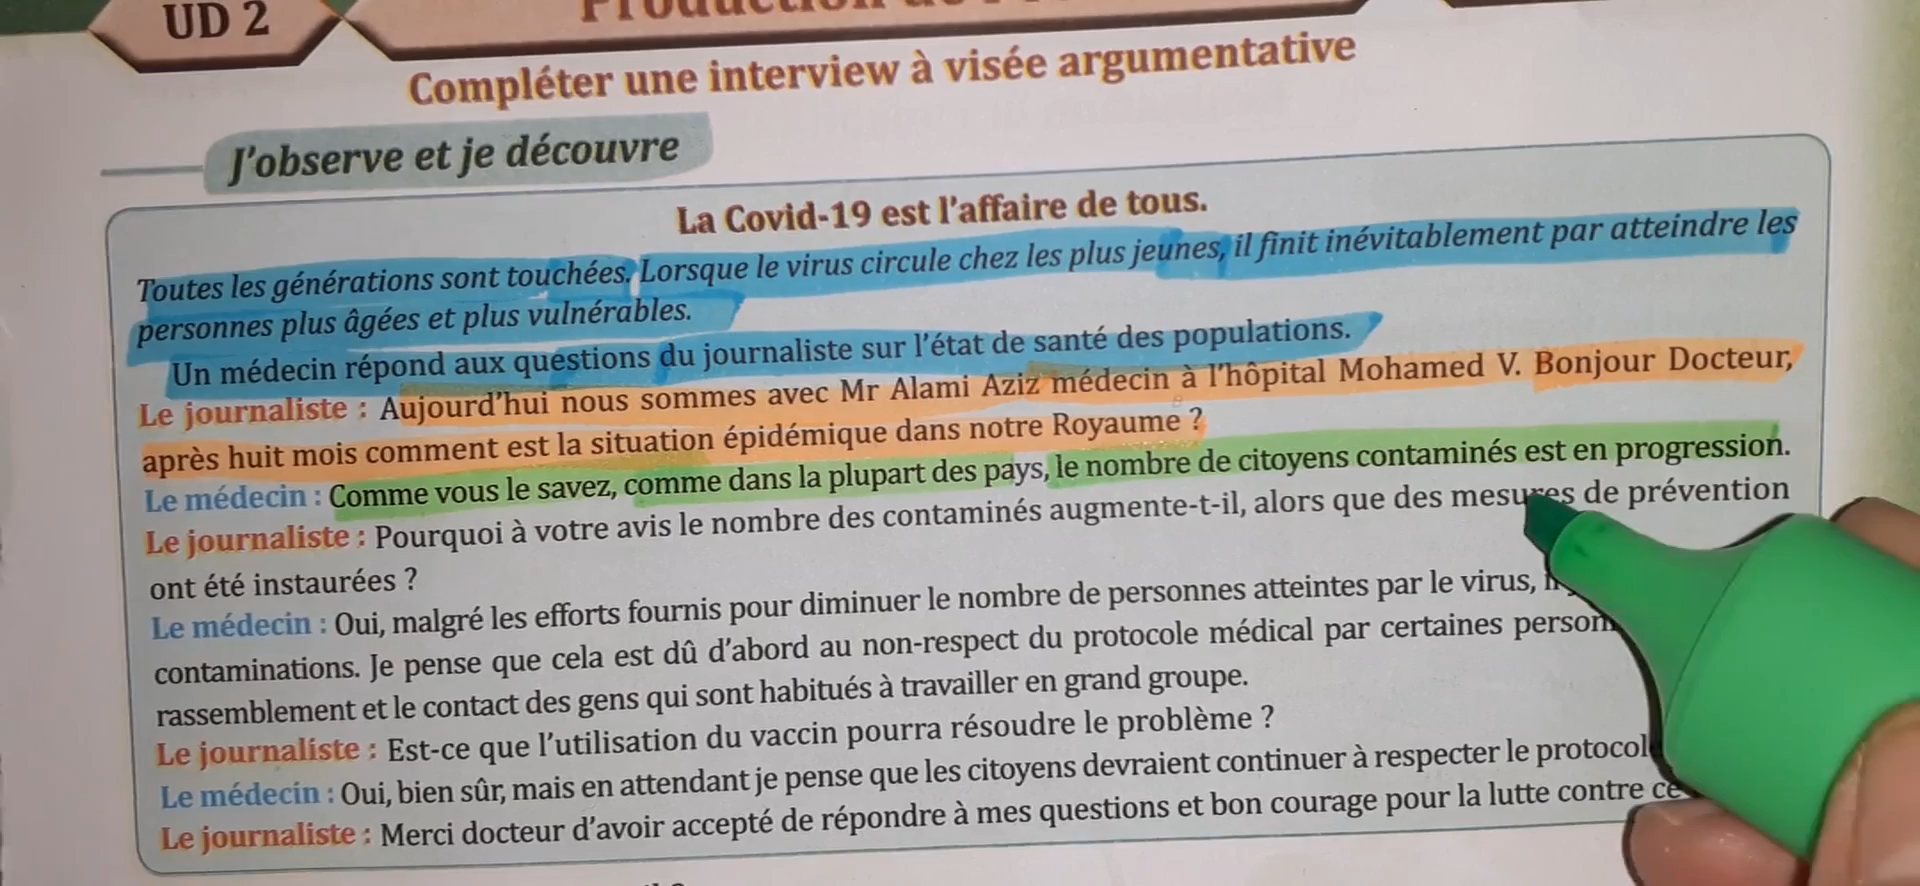 UD 2
Compléter une interview à visée argumentative
J'observe et je découvre
La Covid-19 est l'affaire de tous.
Toutes les générations sont touchées. Lorsque le virus circule chez les plus jeunes, il finit inévitablement par atteindre les
personnes plus âgées et plus vulnérables.
Un médecin répond aux questions du journaliste sur l'état de santé des populations.
Le journaliste : Aujourd'hui nous sommes avec Mr Alami Aziz médecin à l'hôpital Mohamed V. Bonjour Docteur,
après huit mois comment est la situation épidémique dans notre Royaume ?
Le médecin : Comme vous le savez, comme dans la plupart des pays, le nombre de citoyens contaminés est en progression.
Le journaliste : Pourquoi à votre avis le nombre des contaminés augmente-t-il, alors que des mesures de prévention
ont été instaurées ?
Le médecin : Oui, malgré les efforts fournis pour diminuer le nombre de personnes atteintes par le virus,
contaminations. Je pense que cela est dû d'abord au non-respect du protocole médical par certaines
rassemblement et le contact des gens qui sont habitués à travailler en grand groupe.
Le journaliste : Est-ce que l'utilisation du vaccin pourra résoudre le problème ?
Le médecin : Oui, bien sûr, mais en attendant je pense que les citoyens devraient continuer à respecter le
Le journaliste : Merci docteur d'avoir accepté de répondre à mes questions et bon courage pour la lutte contre